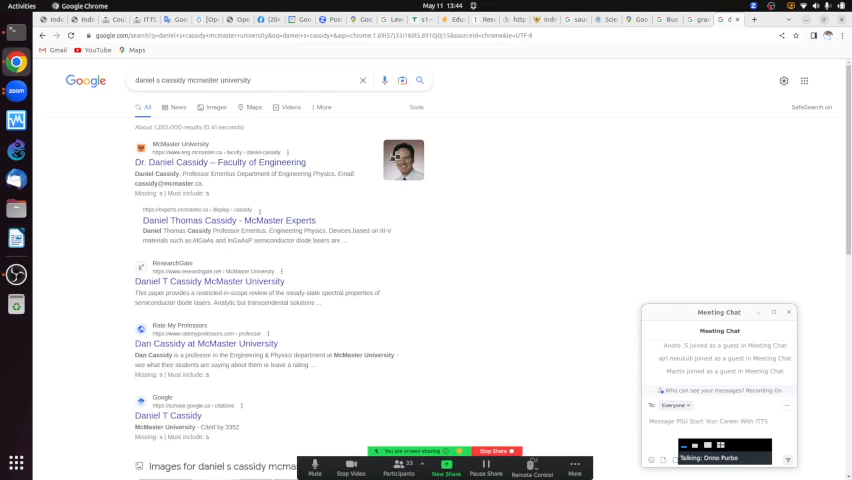 Activities
Google Chrome
May 11 13:44
Gmail
YouTube
Maps
Google
daniel s cassidy mcmaster university
All
News
Images
Maps
Videos
More
Tools
SafeSearch on
About 1,250,000 results (0.41 seconds)
McMaster University
https://www.eng.mcmaster.ca › faculty › daniel-cassidy
Dr. Daniel Cassidy – Faculty of Engineering
Daniel Cassidy. Professor Emeritus Department of Engineering Physics. Email:
cassidy@mcmaster.ca.
Missing: s | Must include: s
https://experts.mcmaster.ca › display › cassidy
Daniel Thomas Cassidy - McMaster Experts
Daniel Thomas Cassidy Professor Emeritus, Engineering Physics. Devices based on III-V
materials such as AlGaAs and InGaAsP semiconductor diode lasers are ...
ResearchGate
https://www.researchgate.net › McMaster University
Daniel T Cassidy McMaster University
This paper provides a restricted-in-scope review of the steady-state spectral properties of
semiconductor diode lasers. Analytic but transcendental solutions ...
Rate My Professors
https://www.ratemyprofessors.com › professor
Dan Cassidy at McMaster University
Dan Cassidy is a professor in the Engineering & Physics department at McMaster University -
see what their students are saying about them or leave a rating ...
Missing: s | Must include: s
Google
https://scholar.google.ca › citations
Daniel T Cassidy
McMaster University - Cited by 3352
Missing: s | Must include: s
Images for daniel s cassidy mcma
Meeting Chat
Meeting Chat
Andre .S joined as a guest in Meeting Chat
ajri mauludi joined as a guest in Meeting Chat
Martin joined as a guest in Meeting Chat
Who can see your messages? Recording On
To: Everyone
Message PSU Start Your Career With ITTS
Talking: Onno Purbo
You are screen sharing
Stop Share
Mute
Stop Video
Participants
33
New Share
Pause Share
Remote Control
More
zoom